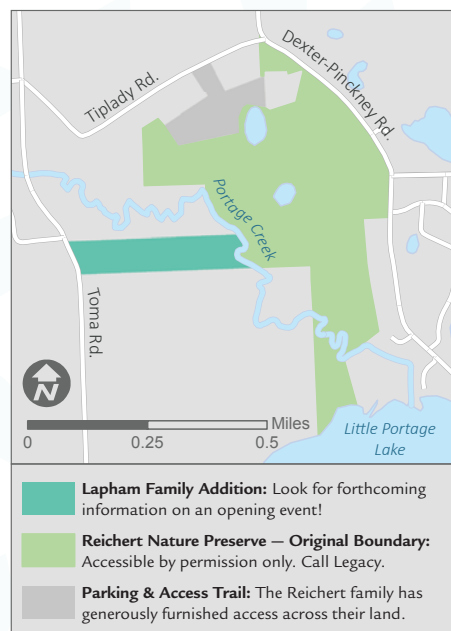 Tiplady Rd.
Dexter-Pinckney Rd.
Portage Creek
Toma Rd.
N
Miles
0 0.25 0.5
Little Portage
Lake
Lapham Family Addition: Look for forthcoming
information on an opening event!
Reichert Nature Preserve — Original Boundary:
Accessible by permission only. Call Legacy.
Parking & Access Trail: The Reichert family has
generously furnished access across their land.